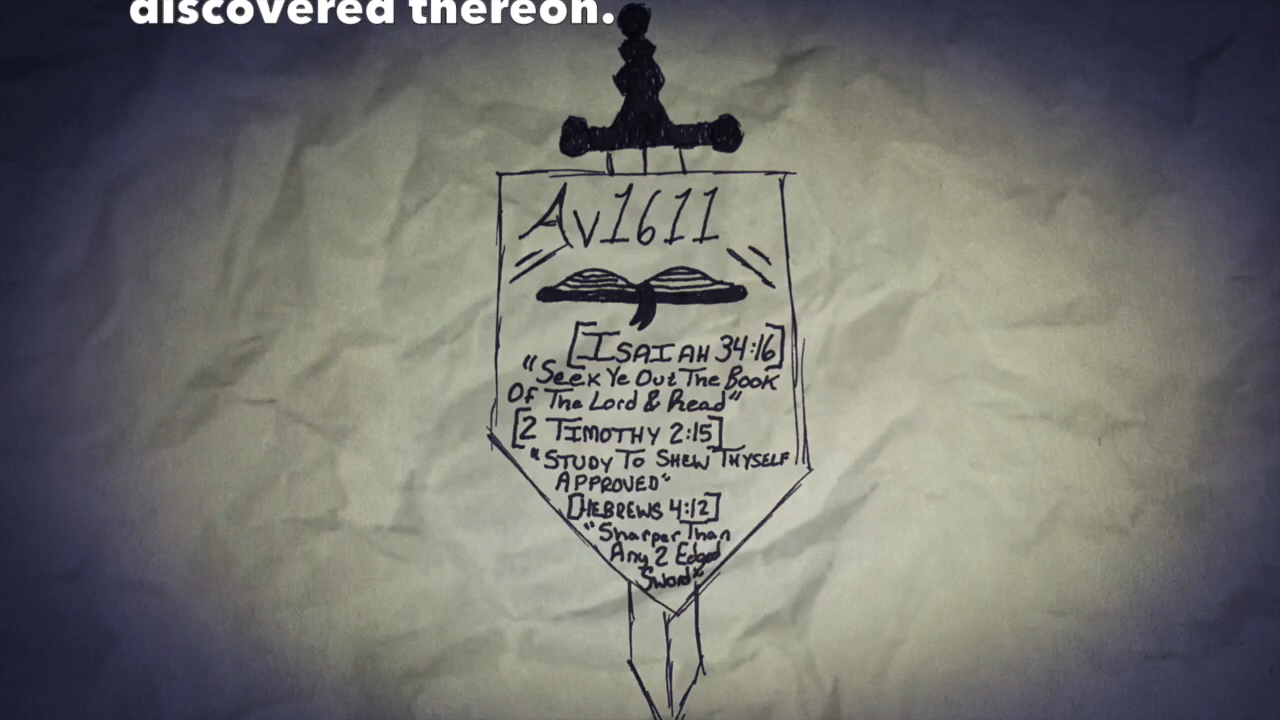 discovered thereon.
Av1611
[ISAIAH 34:16]
"Seek Ye Out The Book
Of The Lord & Read"
[2 TIMOTHY 2:15]
"STUDY TO SHEW THYSELF
APPROVED"
[HEBREWS 4:12]
"Sharper Than
Any 2 Edged
Sword"